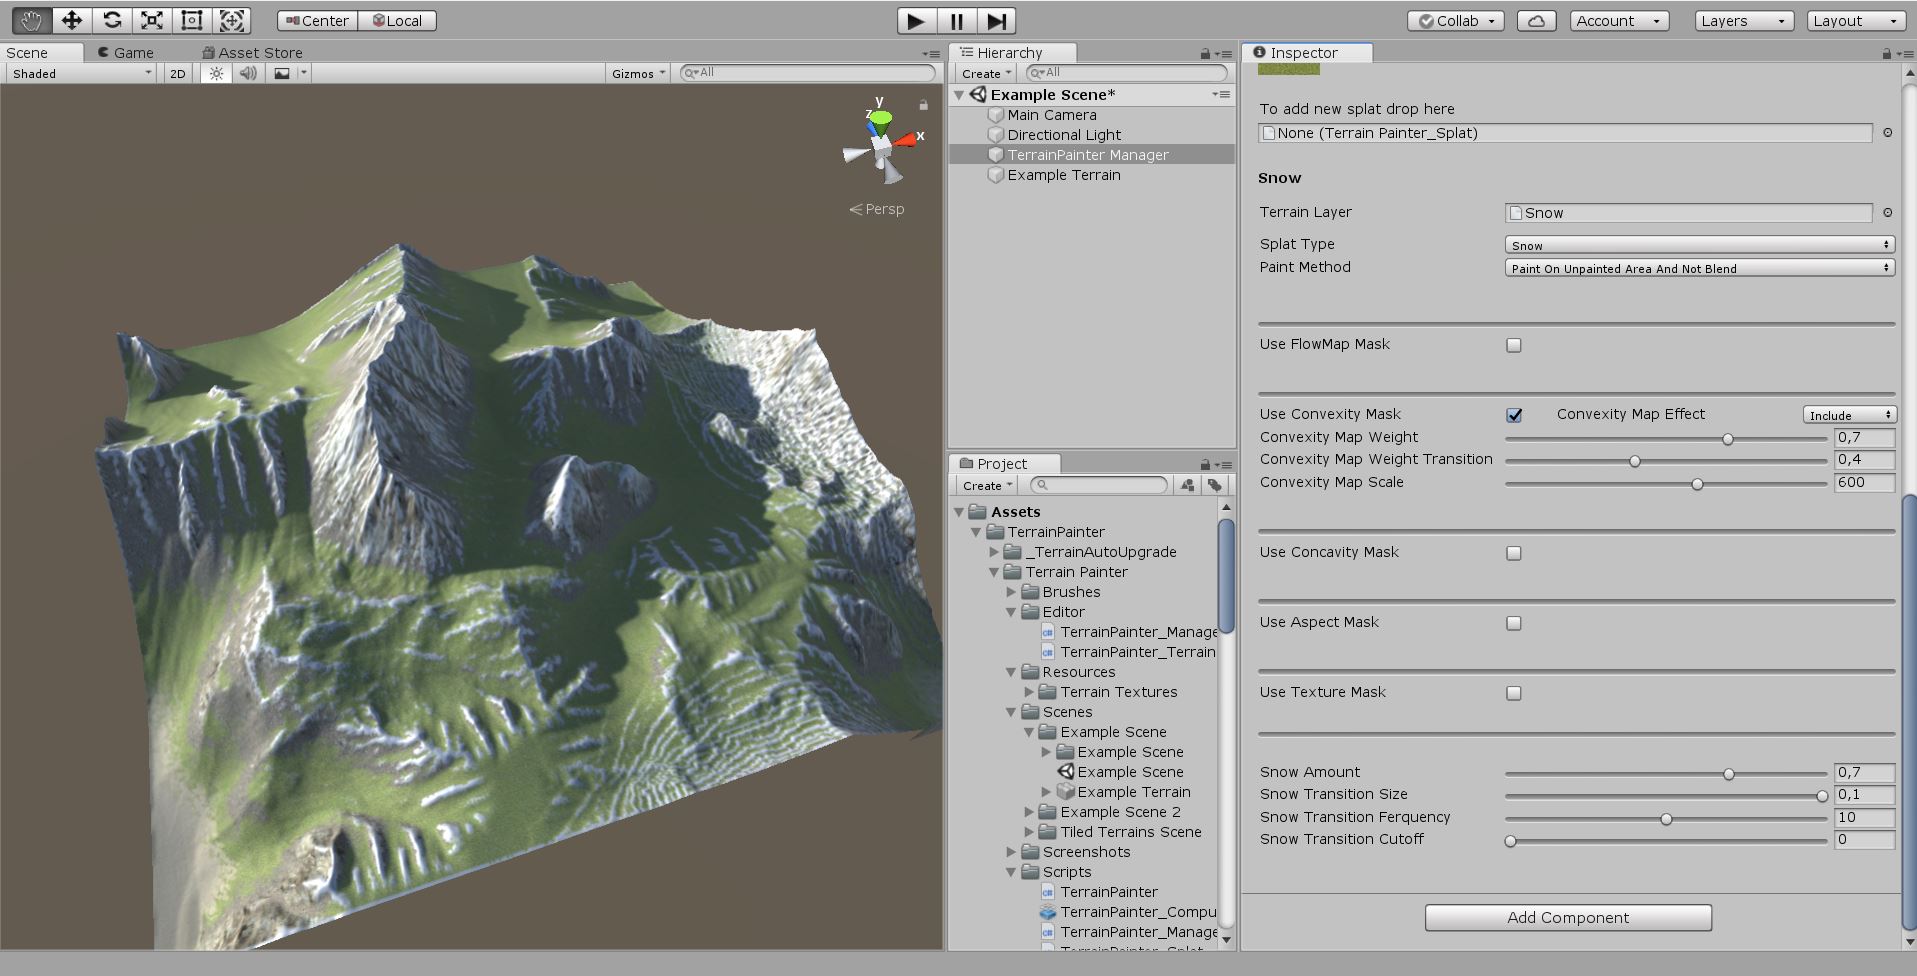 Center Local Collab Account Layers Layout
Scene Game Asset Store
Shaded 2D Gizmos All
y
z
x
Persp
Hierarchy
Create All
Example Scene*
Main Camera
Directional Light
TerrainPainter Manager
Example Terrain
Project
Create
Assets
TerrainPainter
_TerrainAutoUpgrade
Terrain Painter
Brushes
Editor
TerrainPainter_Manage
TerrainPainter_Terrain
Resources
Terrain Textures
Scenes
Example Scene
Example Scene
Example Scene
Example Terrain
Example Scene 2
Tiled Terrains Scene
Screenshots
Scripts
TerrainPainter
TerrainPainter_Compu
TerrainPainter_Manage
TerrainPainter_Splat
Inspector
To add new splat drop here
None (Terrain Painter_Splat)
Snow
Terrain Layer Snow
Splat Type Snow
Paint Method Paint On Unpainted Area And Not Blend
Use FlowMap Mask
Use Convexity Mask Convexity Map Effect Include
Convexity Map Weight 0,7
Convexity Map Weight Transition 0,4
Convexity Map Scale 600
Use Concavity Mask
Use Aspect Mask
Use Texture Mask
Snow Amount 0,7
Snow Transition Size 0,1
Snow Transition Ferquency 10
Snow Transition Cutoff 0
Add Component